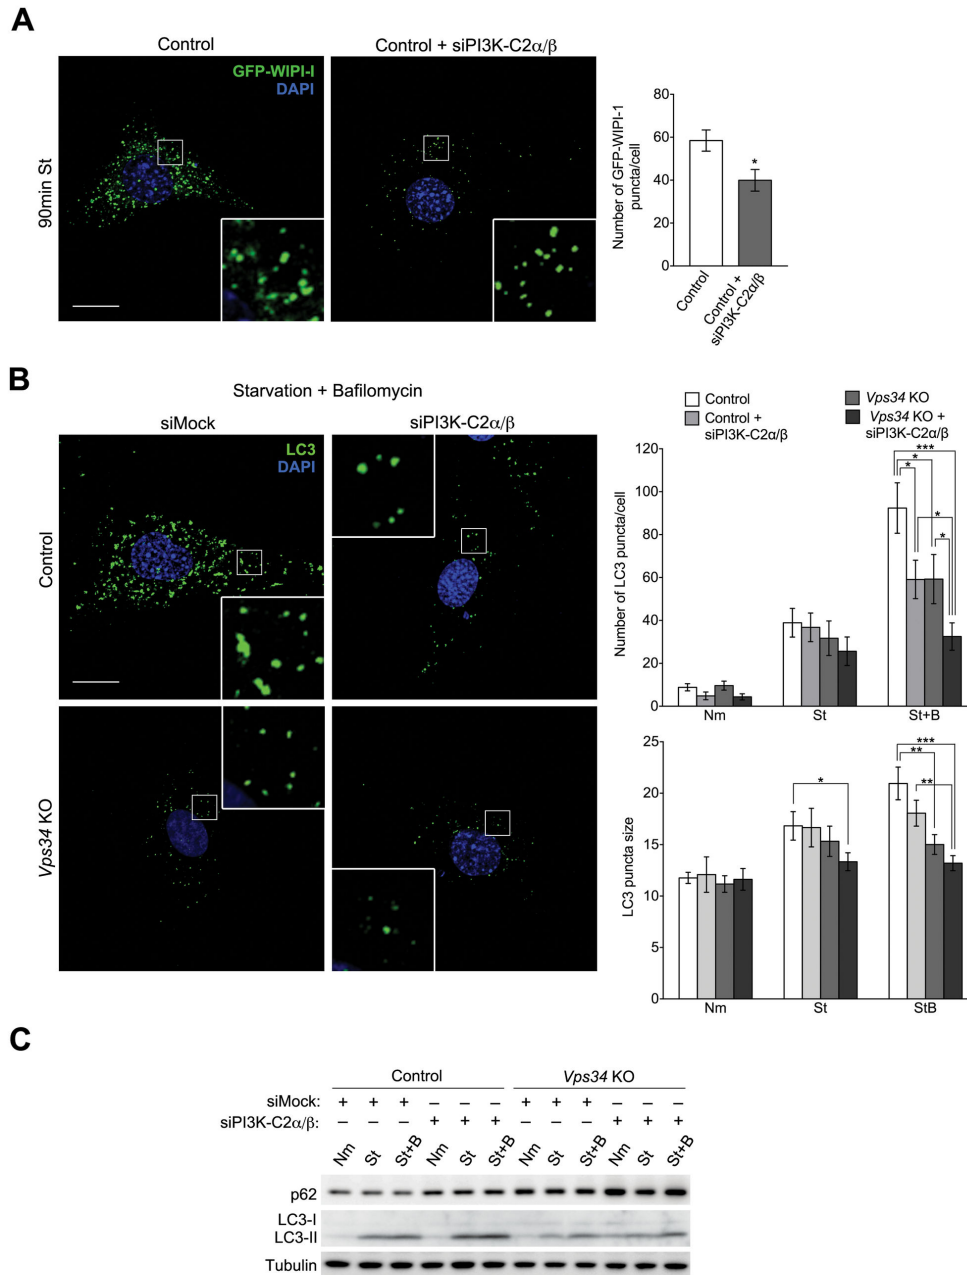 A
Control
Control + siPI3K-C2α/β
GFP-WIPI-I
DAPI
90min St
Number of GFP-WIPI-1
puncta/cell
80
60
40
20
0
*
Control
Control +
siPI3K-C2α/β
B
Starvation + Bafilomycin
siMock
siPI3K-C2α/β
LC3
DAPI
Control
Vps34 KO
Control
Control +
siPI3K-C2α/β
Vps34 KO
Vps34 KO +
siPI3K-C2α/β
Number of LC3 puncta/cell
120
100
80
60
40
20
0
***
*
*
*
*
Nm
St
St+B
LC3 puncta size
25
20
15
10
5
0
*
***
**
**
Nm
St
StB
C
Control
Vps34 KO
siMock: + + + – – – + + + – – –
siPI3K-C2α/β: – – – + + + – – – + + +
Nm St St+B Nm St St+B Nm St St+B Nm St St+B
p62
LC3-I
LC3-II
Tubulin